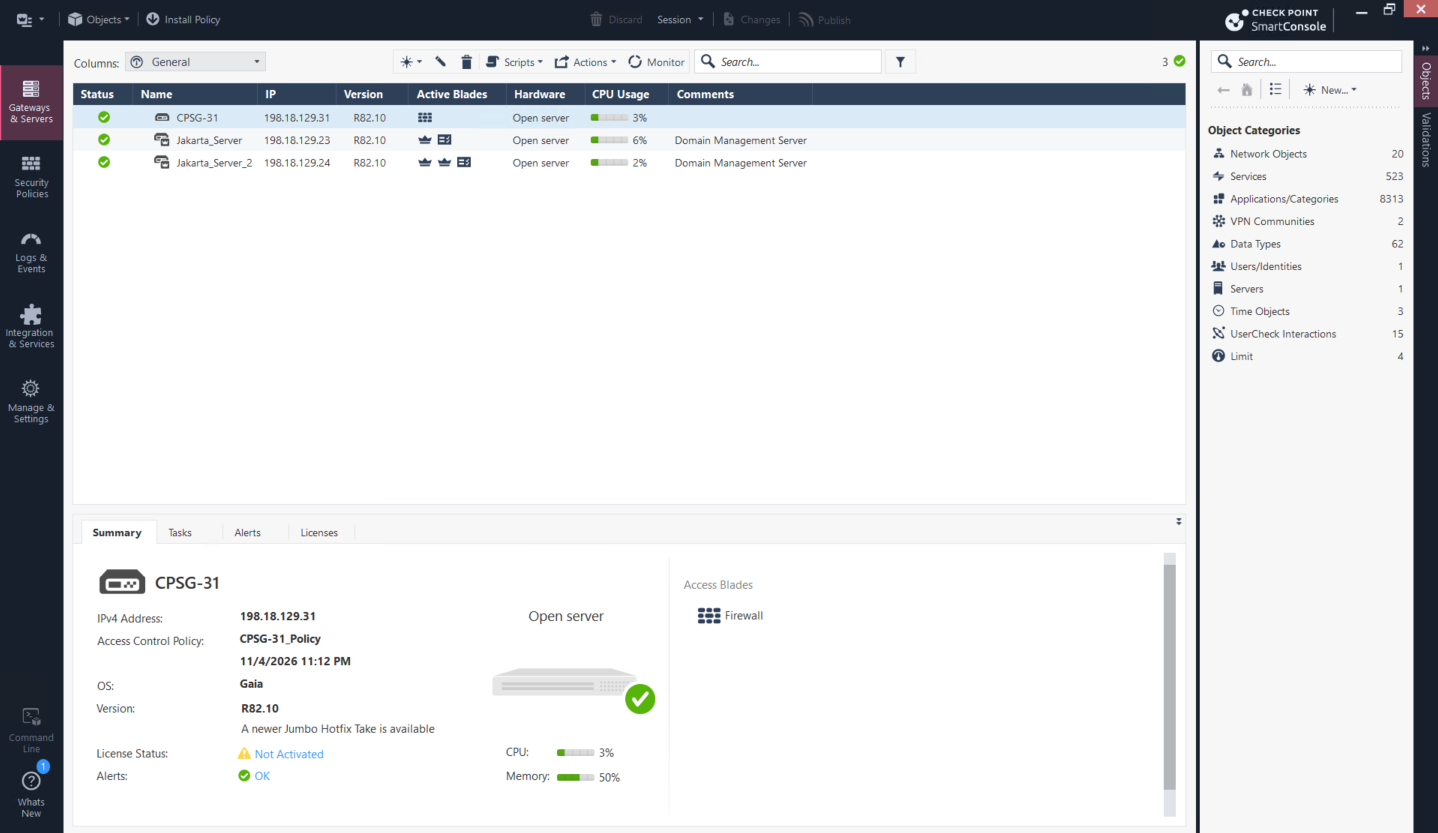 Objects
Install Policy
Discard
Session
Changes
Publish
CHECK POINT
SmartConsole
Gateways
& Servers
Security
Policies
Logs &
Events
Integration
& Services
Manage &
Settings
Command
Line
1
Whats
New
Columns: General
Scripts
Actions
Monitor
Search...
3
Status Name IP Version Active Blades Hardware CPU Usage Comments
CPSG-31 198.18.129.31 R82.10 Open server 3%
Jakarta_Server 198.18.129.23 R82.10 Open server 6% Domain Management Server
Jakarta_Server_2 198.18.129.24 R82.10 Open server 2% Domain Management Server
Summary Tasks Alerts Licenses
CPSG-31
IPv4 Address: 198.18.129.31
Access Control Policy: CPSG-31_Policy
11/4/2026 11:12 PM
OS: Gaia
Version: R82.10
A newer Jumbo Hotfix Take is available
License Status: Not Activated
Alerts: OK
Open server
CPU: 3%
Memory: 50%
Access Blades
Firewall
Search...
New...
Object Categories
Network Objects 20
Services 523
Applications/Categories 8313
VPN Communities 2
Data Types 62
Users/Identities 1
Servers 1
Time Objects 3
UserCheck Interactions 15
Limit 4
Objects
Validations